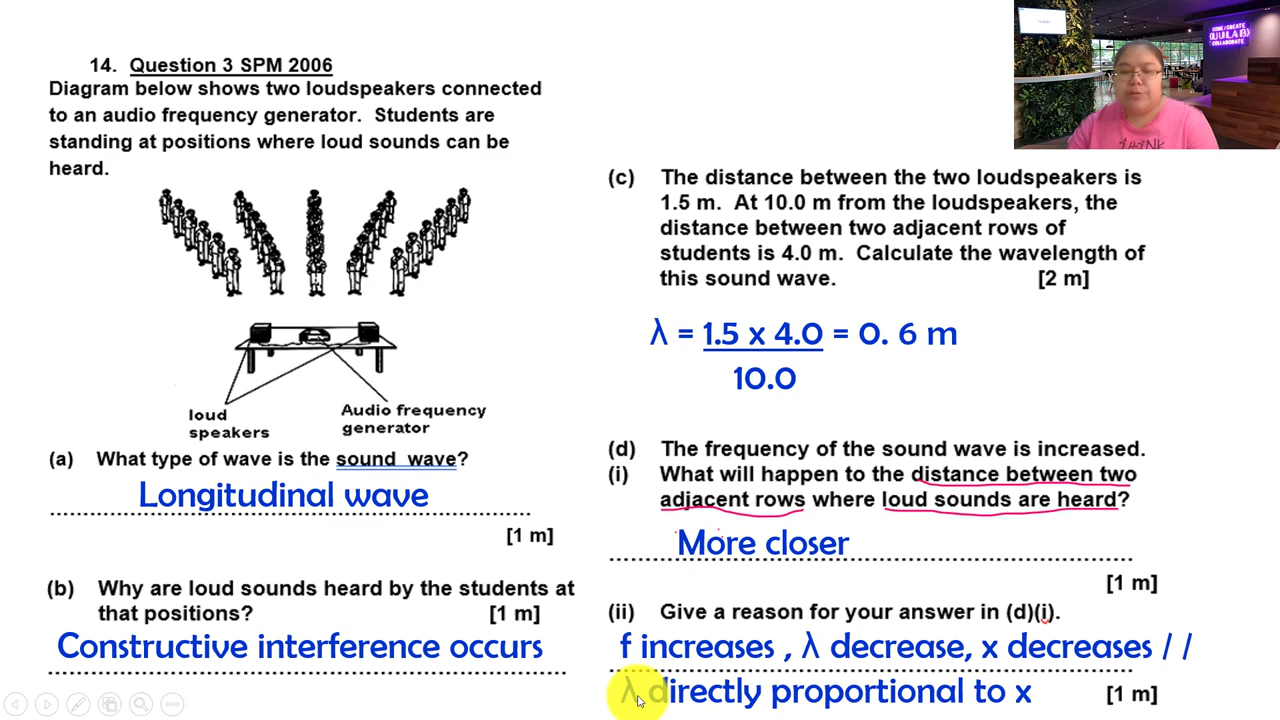 14. Question 3 SPM 2006
Diagram below shows two loudspeakers connected
to an audio frequency generator. Students are
standing at positions where loud sounds can be
heard.
loud
speakers
Audio frequency
generator
(a) What type of wave is the sound wave?
Longitudinal wave
[1 m]
(b) Why are loud sounds heard by the students at
that positions? [1 m]
Constructive interference occurs
(c) The distance between the two loudspeakers is
1.5 m. At 10.0 m from the loudspeakers, the
distance between two adjacent rows of
students is 4.0 m. Calculate the wavelength of
this sound wave. [2 m]
λ = 1.5 x 4.0 = 0. 6 m
10.0
(d) The frequency of the sound wave is increased.
(i) What will happen to the distance between two
adjacent rows where loud sounds are heard?
More closer
[1 m]
(ii) Give a reason for your answer in (d)(i).
f increases , λ decrease, x decreases / /
λ directly proportional to x [1 m]
CODE/CREATE
COLLABORATE